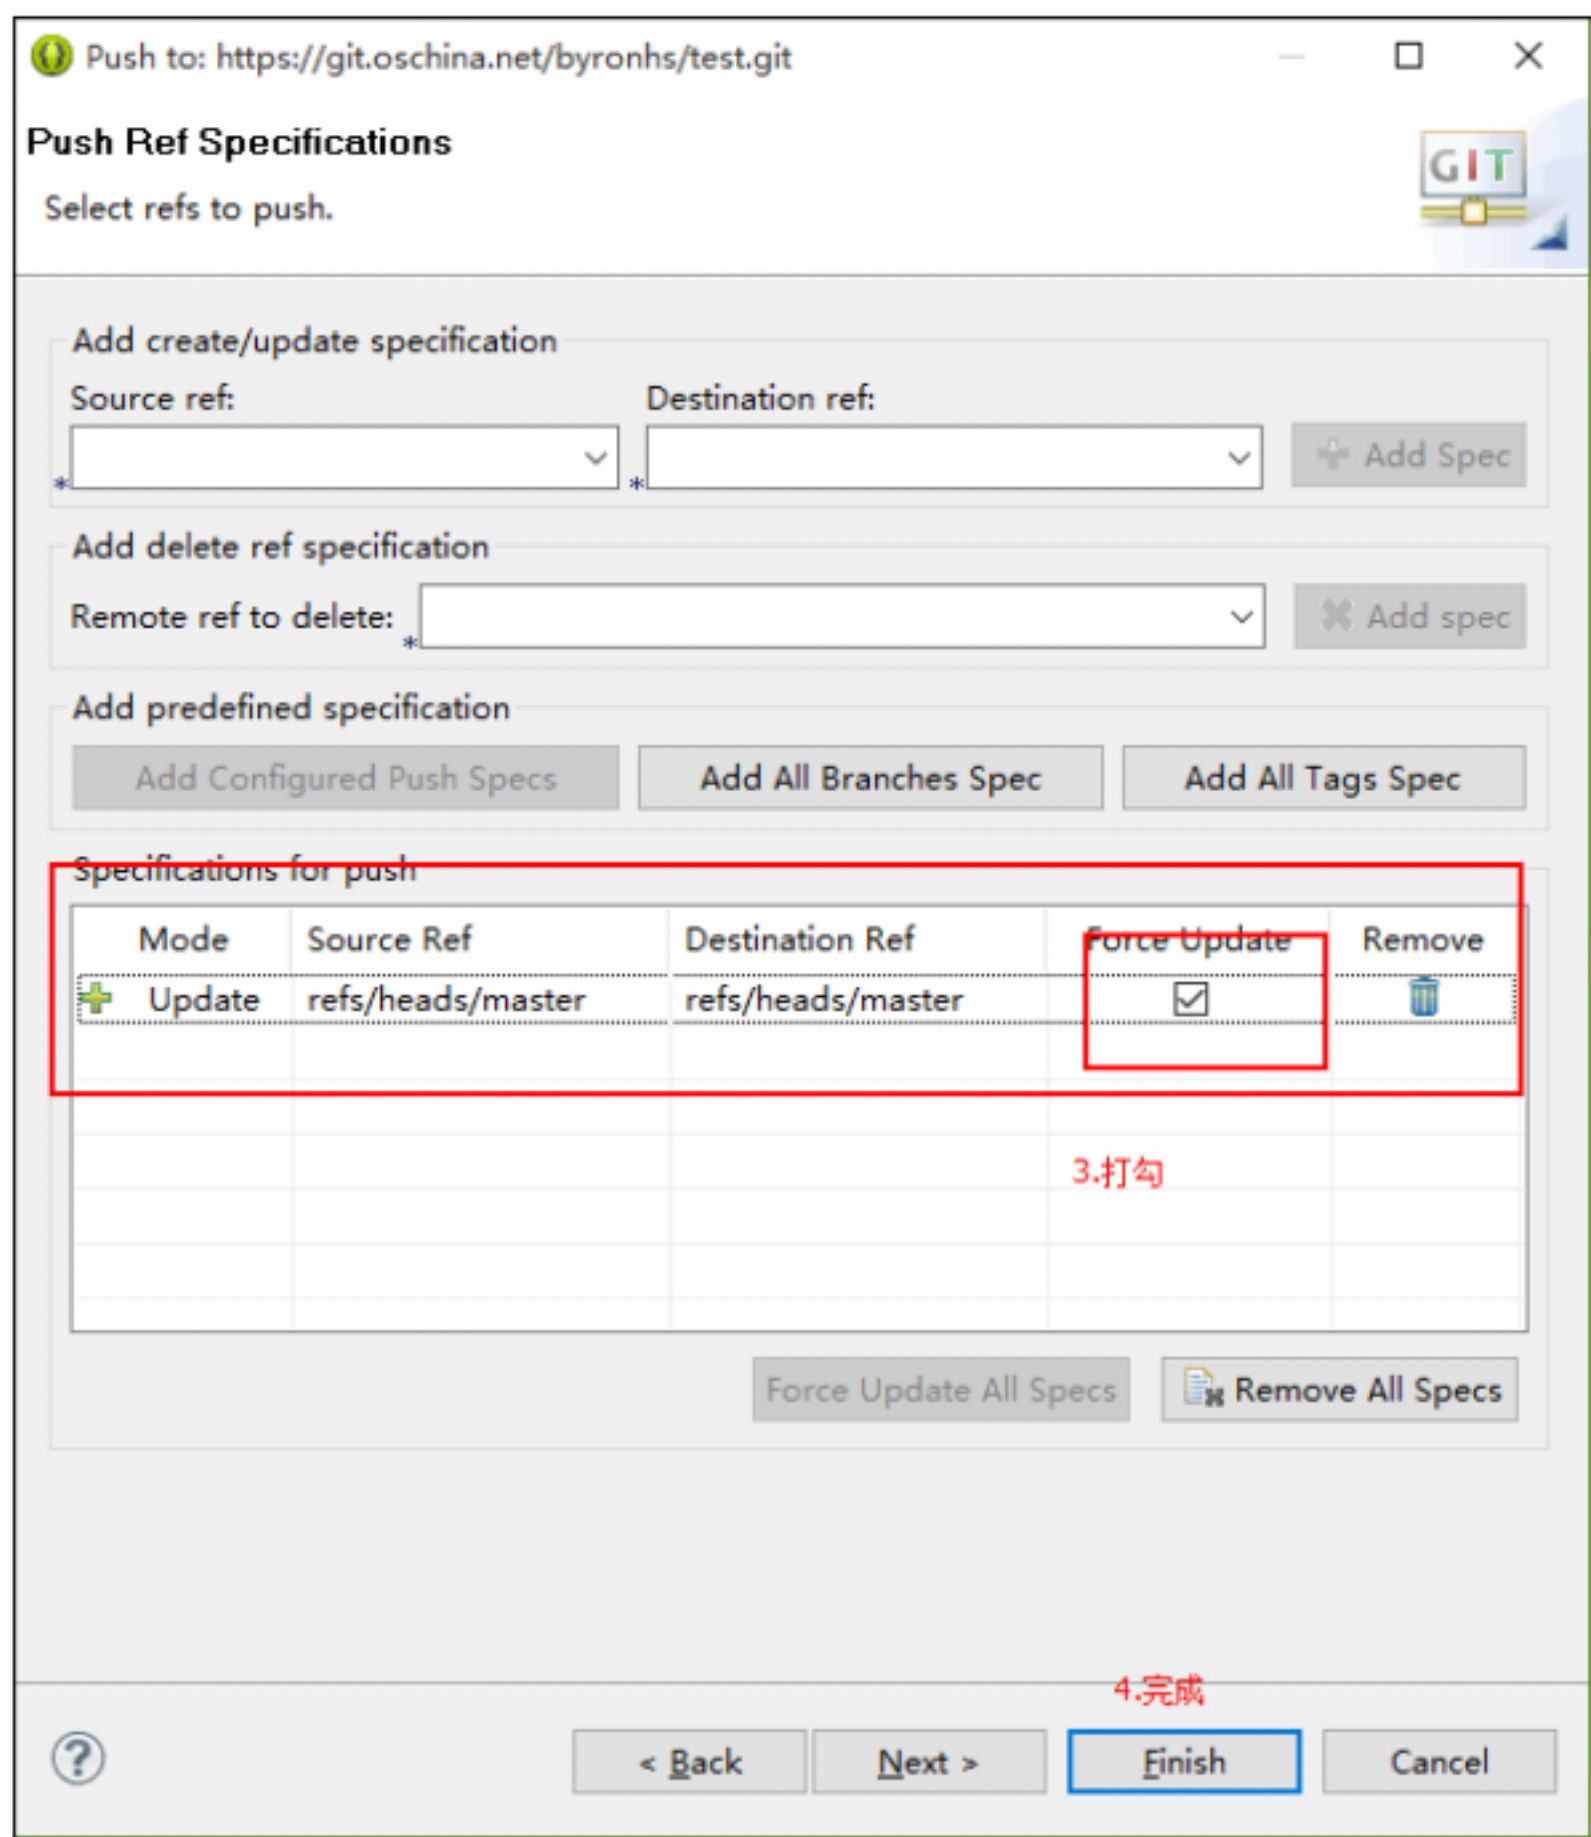 Push to: https://git.oschina.net/byronhs/test.git
Push Ref Specifications
GIT
Select refs to push.
Add create/update specification
Source ref: Destination ref:
* * Add Spec
Add delete ref specification
Remote ref to delete: * Add spec
Add predefined specification
Add Configured Push Specs Add All Branches Spec Add All Tags Spec
Specifications for push
Mode Source Ref Destination Ref Force Update Remove
Update refs/heads/master refs/heads/master
3.打勾
Force Update All Specs Remove All Specs
4.完成
? < Back Next > Finish Cancel